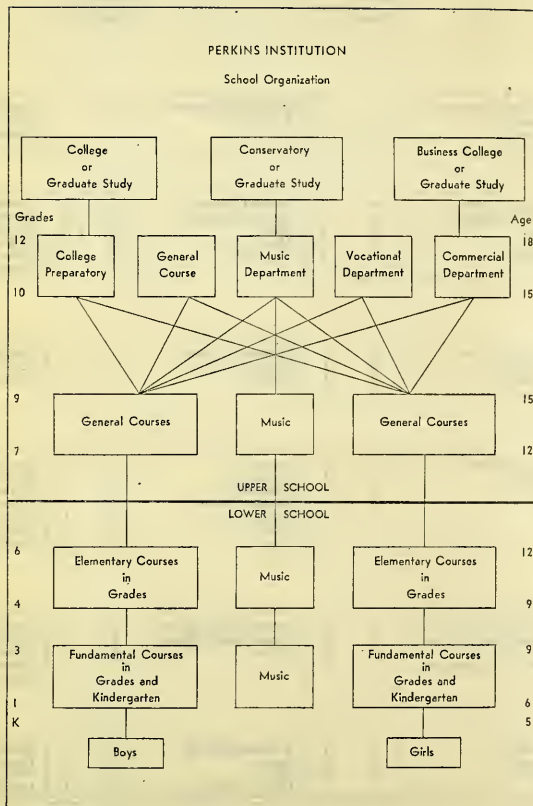 PERKINS INSTITUTION
School Organization
College
or
Graduate Study
Conservatory
or
Graduate Study
Business College
or
Graduate Study
Grades
Age
12
College
Preparatory
General
Course
Music
Department
Vocational
Department
Commercial
Department
18
10
15
9
15
General Courses
Music
General Courses
7
12
UPPER SCHOOL
LOWER SCHOOL
6
12
Elementary Courses
in
Grades
Music
Elementary Courses
in
Grades
4
9
3
9
Fundamental Courses
in
Grades and
Kindergarten
Music
Fundamental Courses
in
Grades and
Kindergarten
1
6
K
5
Boys
Girls